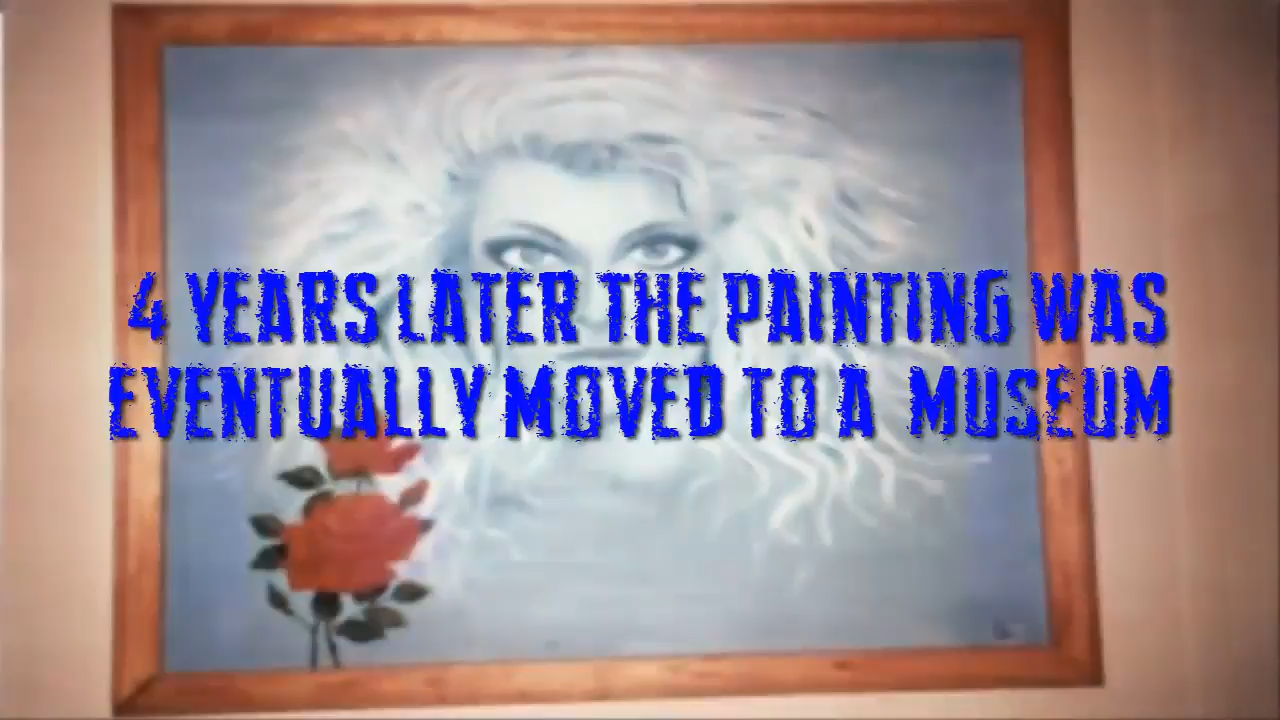 4 YEARS LATER THE PAINTING WAS
EVENTUALLY MOVED TO A MUSEUM